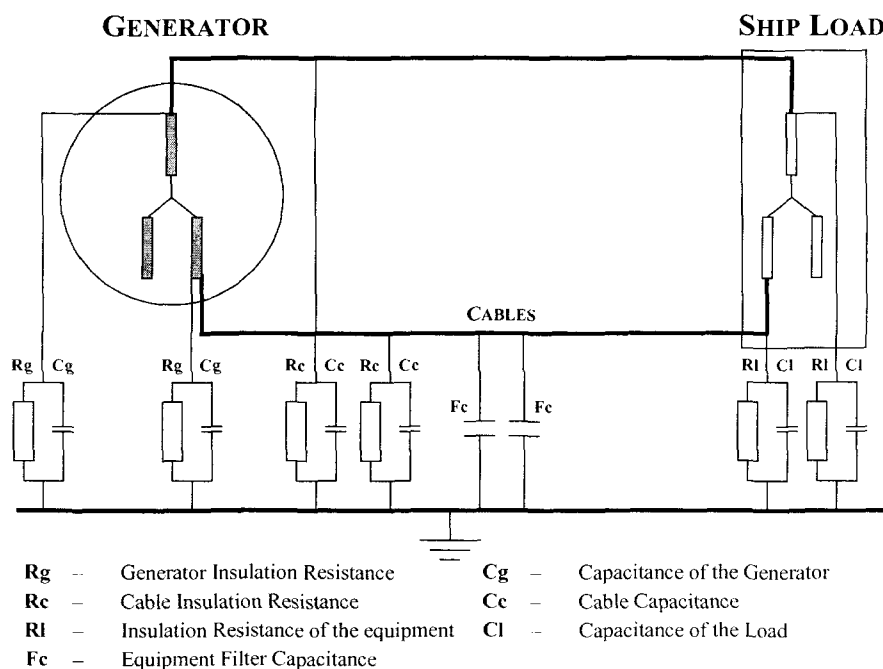 GENERATOR
SHIP LOAD
CABLES
Rg Cg
Rg Cg
Rc Cc
Rc Cc
Fc
Fc
Rl Cl
Rl Cl
Rg – Generator Insulation Resistance
Cg – Capacitance of the Generator
Rc – Cable Insulation Resistance
Cc – Cable Capacitance
Rl – Insulation Resistance of the equipment
Cl – Capacitance of the Load
Fc – Equipment Filter Capacitance